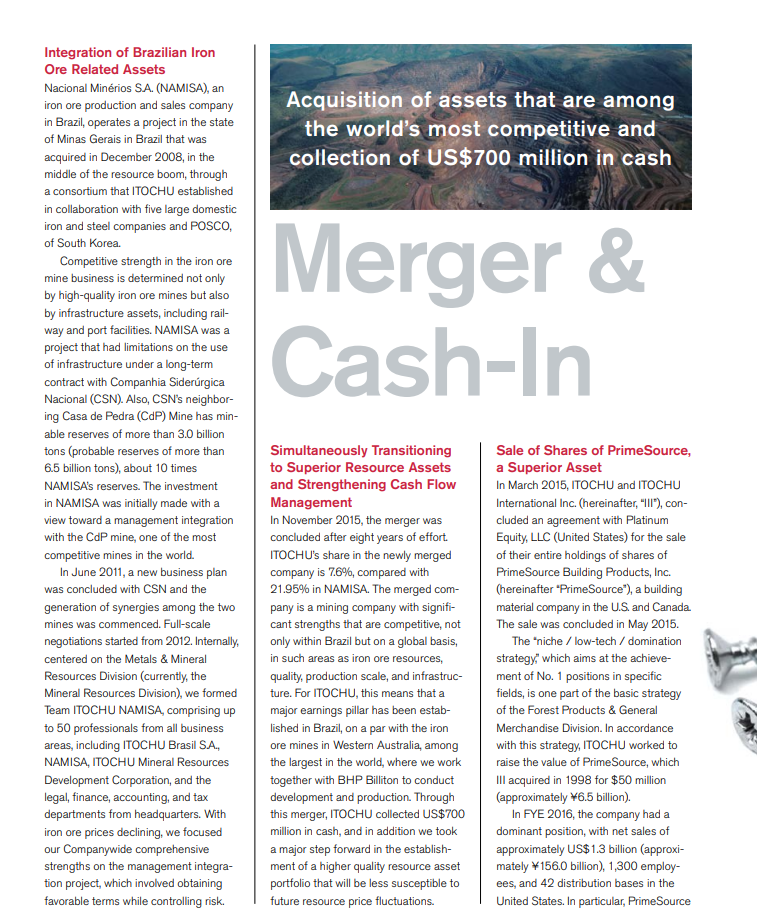 Integration of Brazilian Iron
Ore Related Assets
Nacional Minérios S.A. (NAMISA), an
iron ore production and sales company
in Brazil, operates a project in the state
of Minas Gerais in Brazil that was
acquired in December 2008, in the
middle of the resource boom, through
a consortium that ITOCHU established
in collaboration with five large domestic
iron and steel companies and POSCO,
of South Korea.
Competitive strength in the iron ore
mine business is determined not only
by high-quality iron ore mines but also
by infrastructure assets, including rail-
way and port facilities. NAMISA was a
project that had limitations on the use
of infrastructure under a long-term
contract with Companhia Siderúrgica
Nacional (CSN). Also, CSN's neighbor-
ing Casa de Pedra (CdP) Mine has min-
able reserves of more than 3.0 billion
tons (probable reserves of more than
6.5 billion tons), about 10 times
NAMISA's reserves. The investment
in NAMISA was initially made with a
view toward a management integration
with the CdP mine, one of the most
competitive mines in the world.
In June 2011, a new business plan
was concluded with CSN and the
generation of synergies among the two
mines was commenced. Full-scale
negotiations started from 2012. Internally,
centered on the Metals & Mineral
Resources Division (currently, the
Mineral Resources Division), we formed
Team ITOCHU NAMISA, comprising up
to 50 professionals from all business
areas, including ITOCHU Brasil S.A.,
NAMISA, ITOCHU Mineral Resources
Development Corporation, and the
legal, finance, accounting, and tax
departments from headquarters. With
iron ore prices declining, we focused
our Companywide comprehensive
strengths on the management integra-
tion project, which involved obtaining
favorable terms while controlling risk.
Acquisition of assets that are among
the world's most competitive and
collection of US$700 million in cash
Merger &
Cash-In
Simultaneously Transitioning
to Superior Resource Assets
and Strengthening Cash Flow
Management
In November 2015, the merger was
concluded after eight years of effort.
ITOCHU's share in the newly merged
company is 7.6%, compared with
21.95% in NAMISA. The merged com-
pany is a mining company with signifi-
cant strengths that are competitive, not
only within Brazil but on a global basis,
in such areas as iron ore resources,
quality, production scale, and infrastruc-
ture. For ITOCHU, this means that a
major earnings pillar has been estab-
lished in Brazil, on a par with the iron
ore mines in Western Australia, among
the largest in the world, where we work
together with BHP Billiton to conduct
development and production. Through
this merger, ITOCHU collected US$700
million in cash, and in addition we took
a major step forward in the establish-
ment of a higher quality resource asset
portfolio that will be less susceptible to
future resource price fluctuations.
Sale of Shares of PrimeSource,
a Superior Asset
In March 2015, ITOCHU and ITOCHU
International Inc. (hereinafter, "III"), con-
cluded an agreement with Platinum
Equity, LLC (United States) for the sale
of their entire holdings of shares of
PrimeSource Building Products, Inc.
(hereinafter "PrimeSource"), a building
material company in the U.S. and Canada.
The sale was concluded in May 2015.
The "niche / low-tech / domination
strategy," which aims at the achieve-
ment of No. 1 positions in specific
fields, is one part of the basic strategy
of the Forest Products & General
Merchandise Division. In accordance
with this strategy, ITOCHU worked to
raise the value of PrimeSource, which
III acquired in 1998 for $50 million
(approximately ¥6.5 billion).
In FYE 2016, the company had a
dominant position, with net sales of
approximately US$1.3 billion (approxi-
mately ¥156.0 billion), 1,300 employ-
ees, and 42 distribution bases in the
United States. In particular, PrimeSource